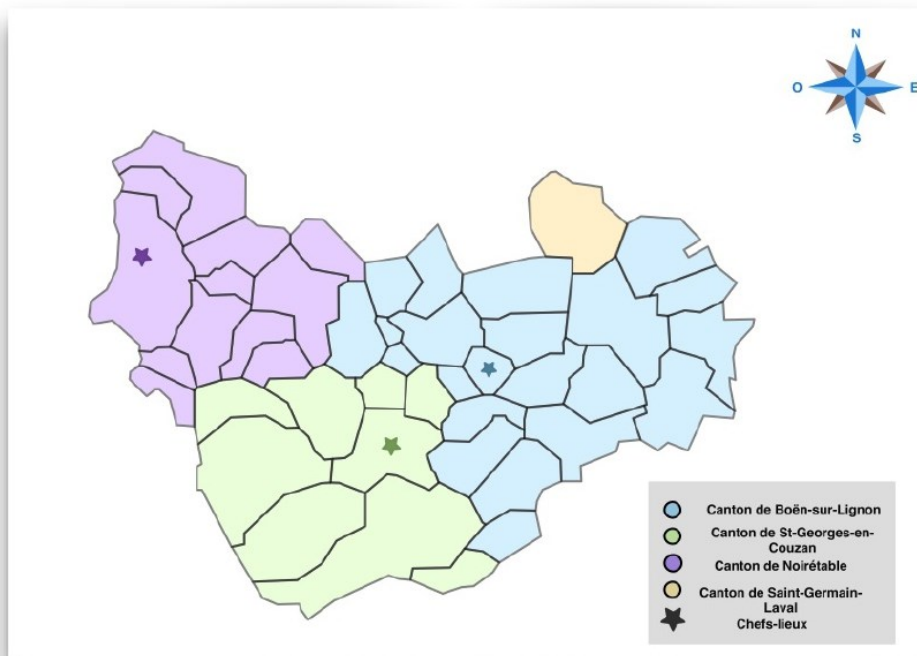 N
O
E
S
Canton de Boën-sur-Lignon
Canton de St-Georges-en-
Couzan
Canton de Noirétable
Canton de Saint-Germain-
Laval
Chefs-lieux